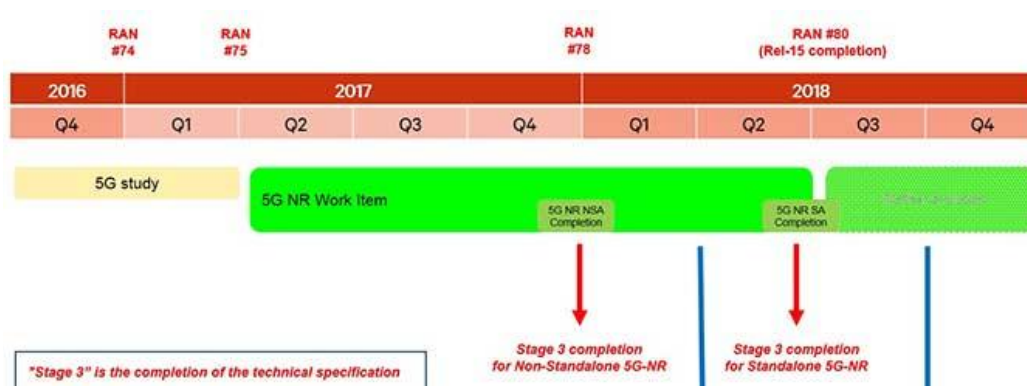 RAN
#74
RAN
#75
RAN
#78
RAN #80
(Rel-15 completion)
2016
2017
2018
Q4
Q1
Q2
Q3
Q4
Q1
Q2
Q3
Q4
5G study
5G NR Work Item
5G NR NSA
Completion
5G NR SA
Completion
Stage 3 completion
for Non-Standalone 5G-NR
Stage 3 completion
for Standalone 5G-NR
"Stage 3" is the completion of the technical specification